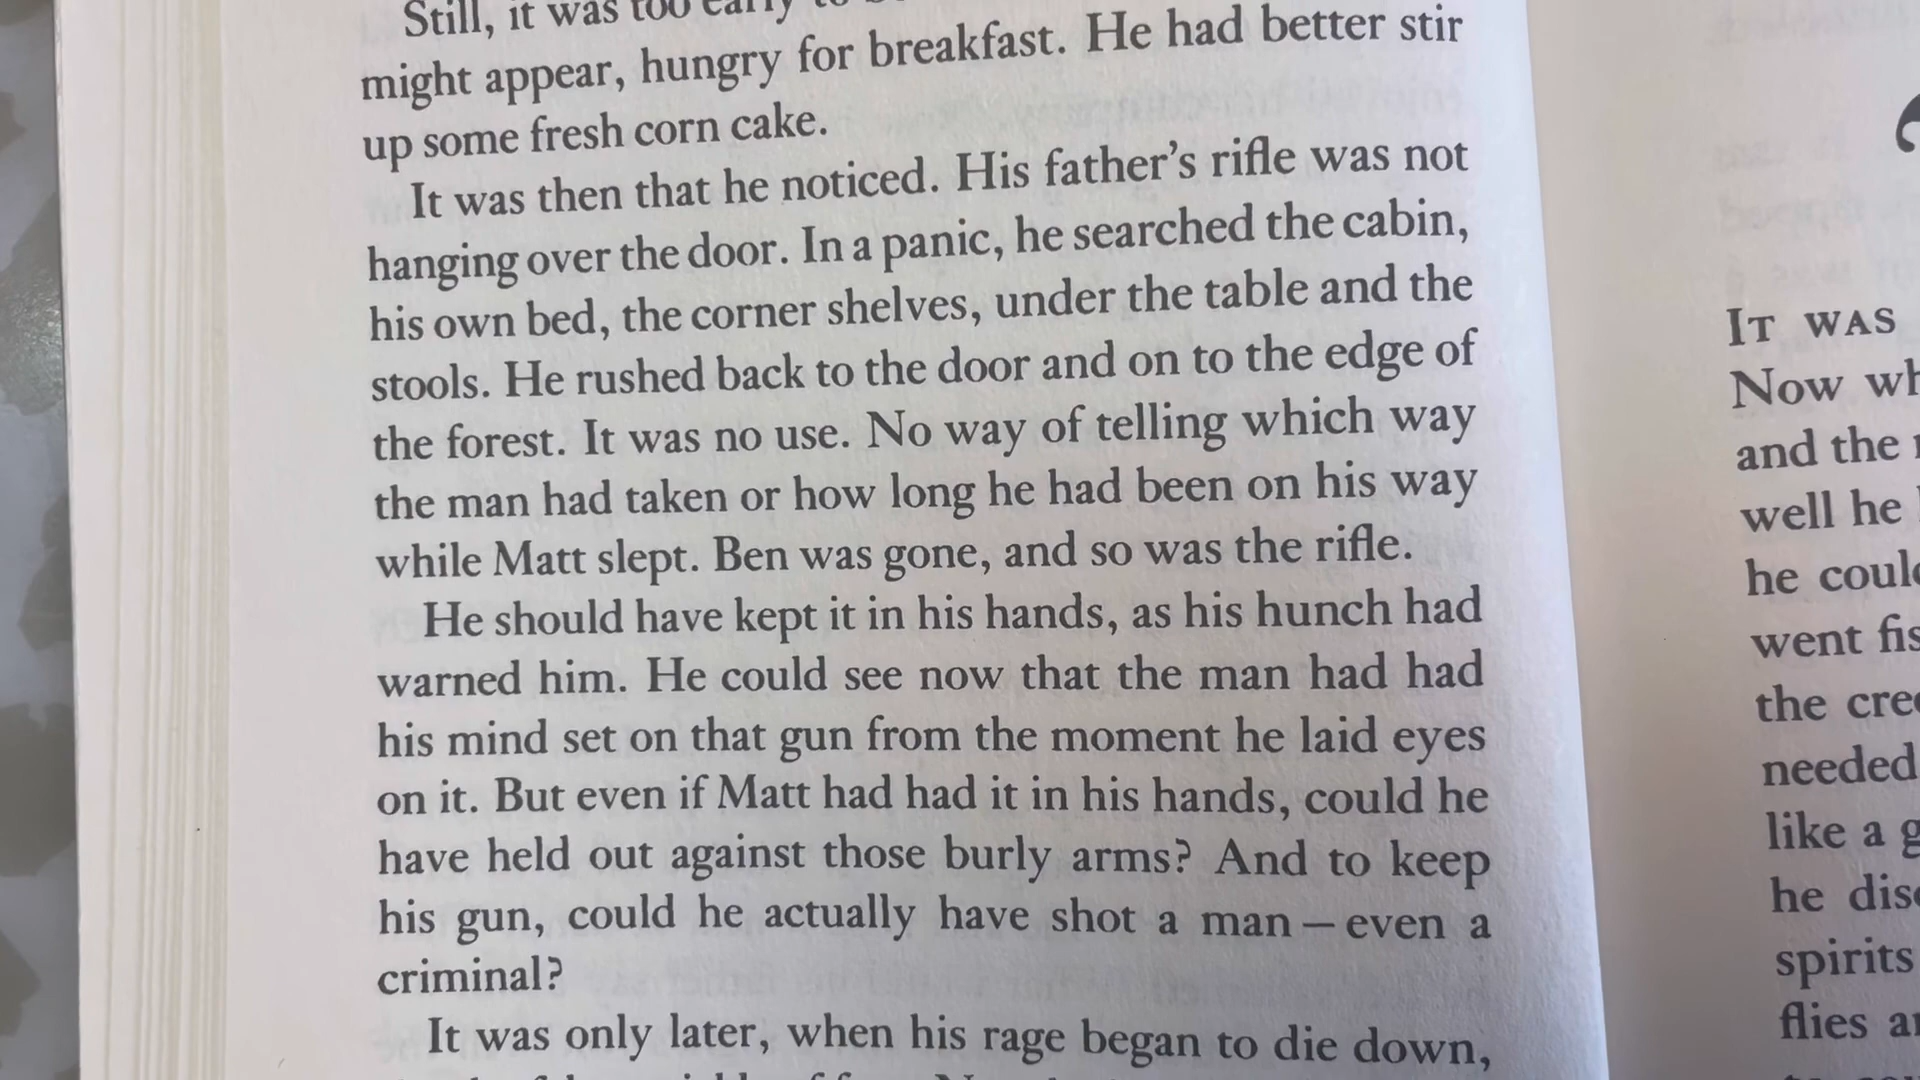 Still, it was too early to
might appear, hungry for breakfast. He had better stir
up some fresh corn cake.
It was then that he noticed. His father's rifle was not
hanging over the door. In a panic, he searched the cabin,
his own bed, the corner shelves, under the table and the
stools. He rushed back to the door and on to the edge of
the forest. It was no use. No way of telling which way
the man had taken or how long he had been on his way
while Matt slept. Ben was gone, and so was the rifle.
He should have kept it in his hands, as his hunch had
warned him. He could see now that the man had had
his mind set on that gun from the moment he laid eyes
on it. But even if Matt had had it in his hands, could he
have held out against those burly arms? And to keep
his gun, could he actually have shot a man — even a
criminal?
It was only later, when his rage began to die down,
IT WAS
Now
and the
well he
he
went
the
needed
like a
he
spirits
flies